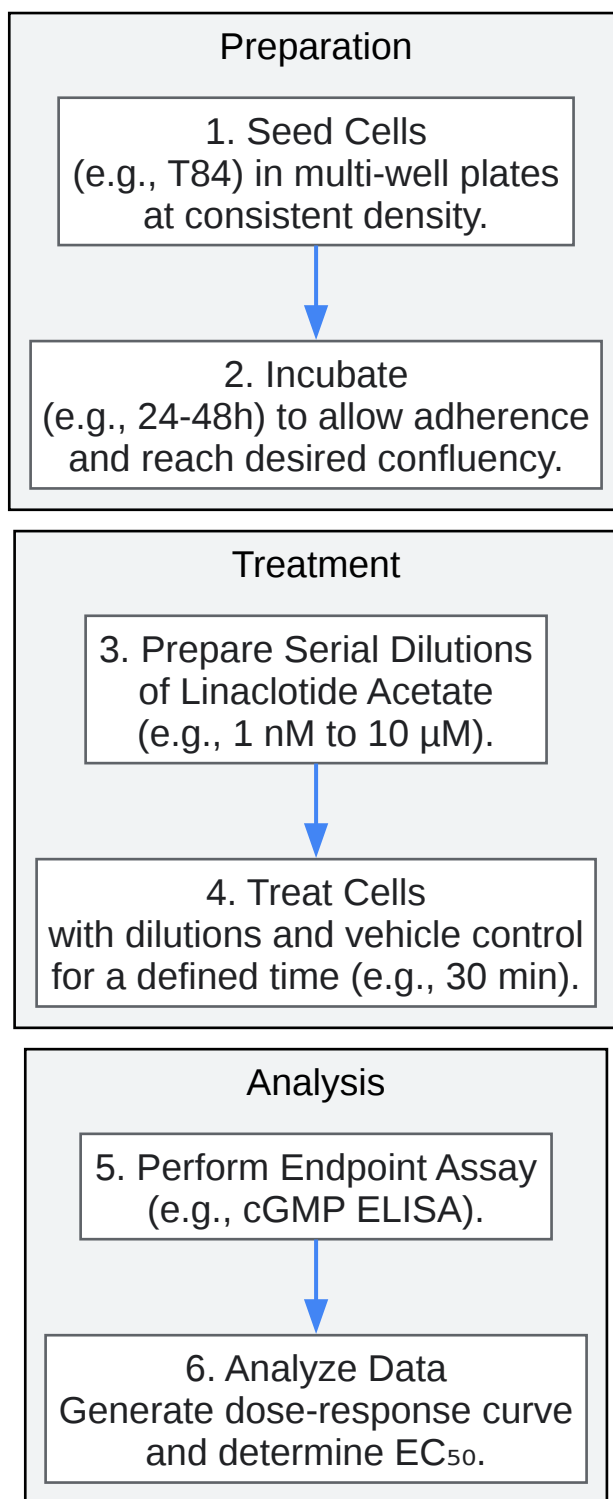 Preparation
1. Seed Cells
(e.g., T84) in multi-well plates
at consistent density.
2. Incubate
(e.g., 24-48h) to allow adherence
and reach desired confluency.
Treatment
3. Prepare Serial Dilutions
of Linaclotide Acetate
(e.g., 1 nM to 10 µM).
4. Treat Cells
with dilutions and vehicle control
for a defined time (e.g., 30 min).
Analysis
5. Perform Endpoint Assay
(e.g., cGMP ELISA).
6. Analyze Data
Generate dose-response curve
and determine EC₅₀.